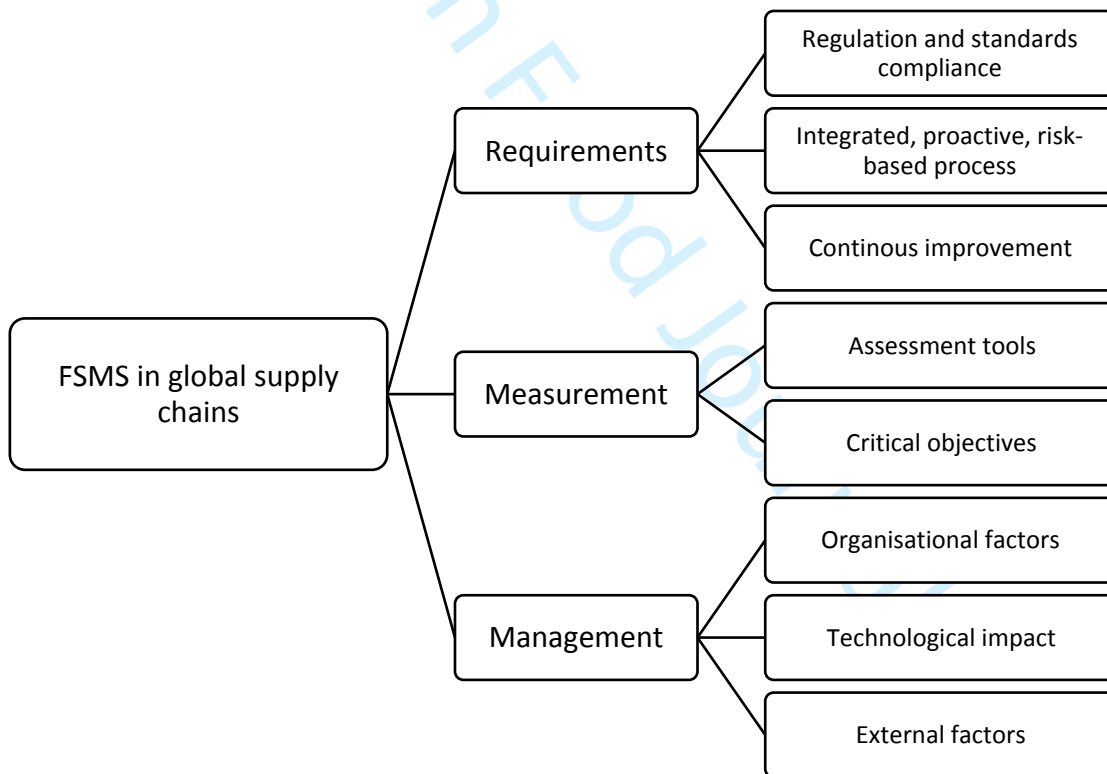 FSMS in global supply
chains
Requirements
Regulation and standards
compliance
Integrated, proactive, risk-
based process
Continous improvement
Measurement
Assessment tools
Critical objectives
Management
Organisational factors
Technological impact
External factors